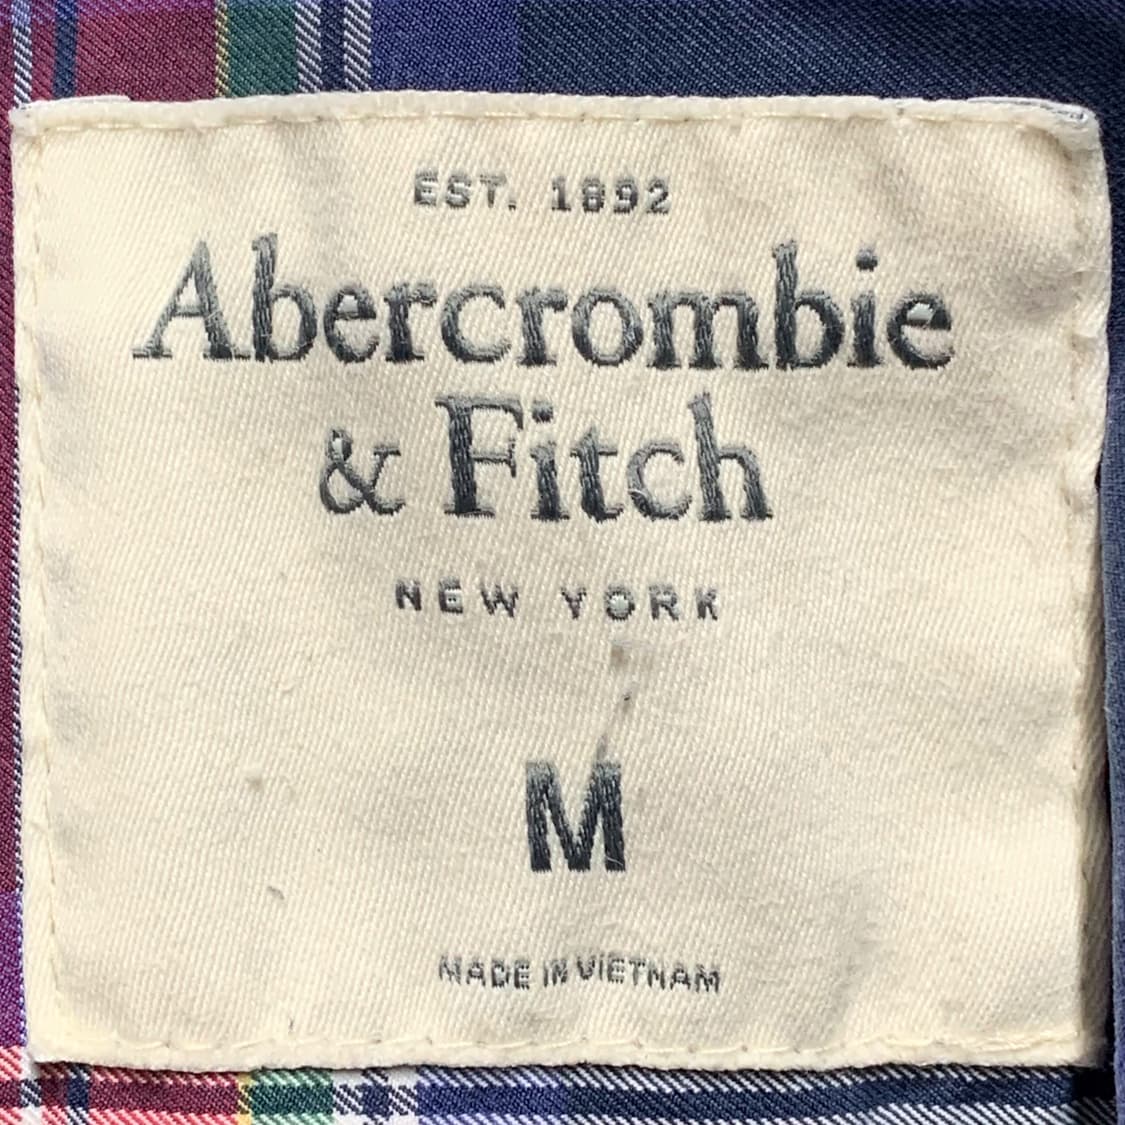 EST. 1892
Abercrombie
& Fitch
NEW YORK
M
MADE IN VIETNAM